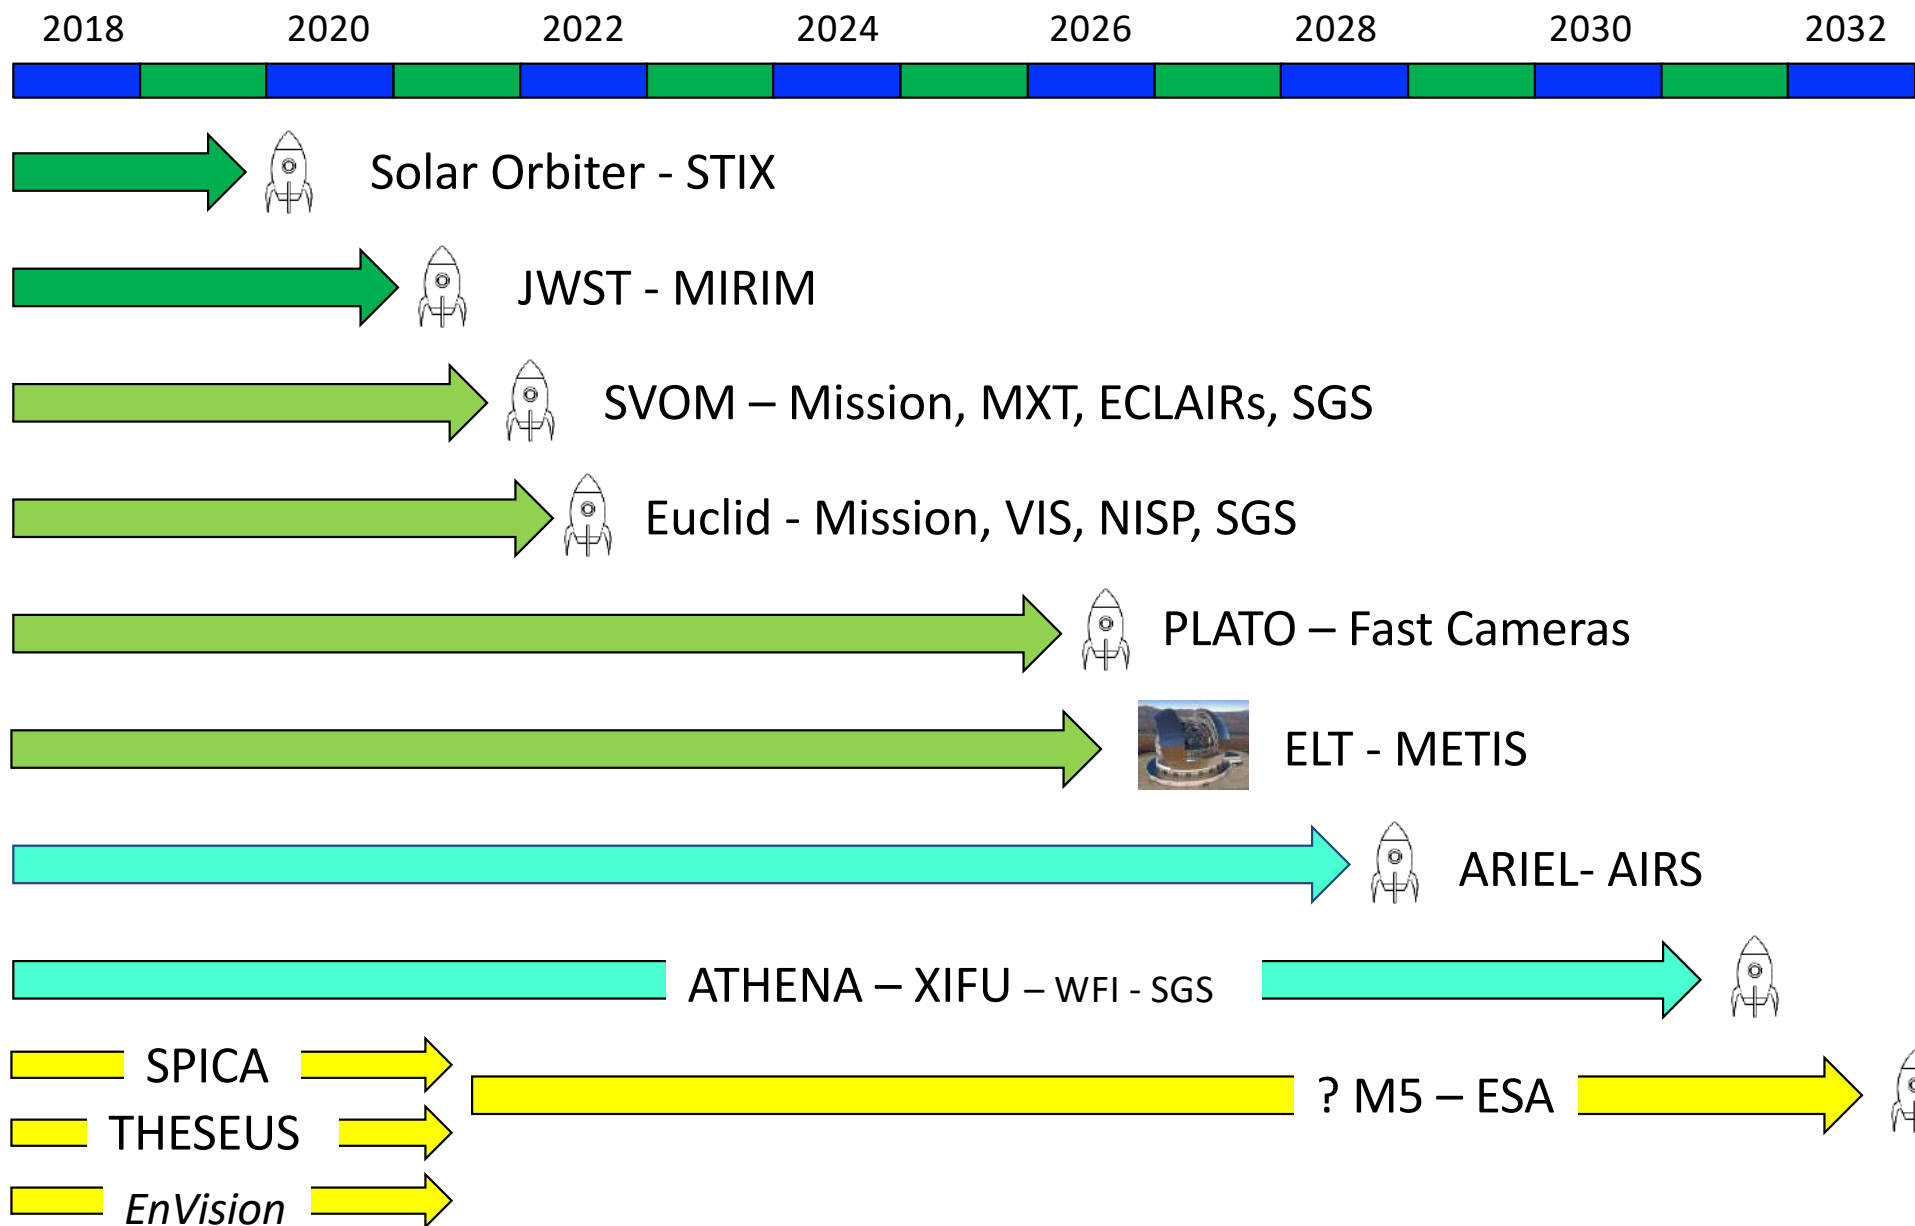 2018 2020 2022 2024 2026 2028 2030 2032
Solar Orbiter - STIX
JWST - MIRIM
SVOM – Mission, MXT, ECLAIRs, SGS
Euclid - Mission, VIS, NISP, SGS
PLATO – Fast Cameras
ELT - METIS
ARIEL- AIRS
ATHENA – XIFU – WFI - SGS
SPICA
? M5 – ESA
THESEUS
EnVision